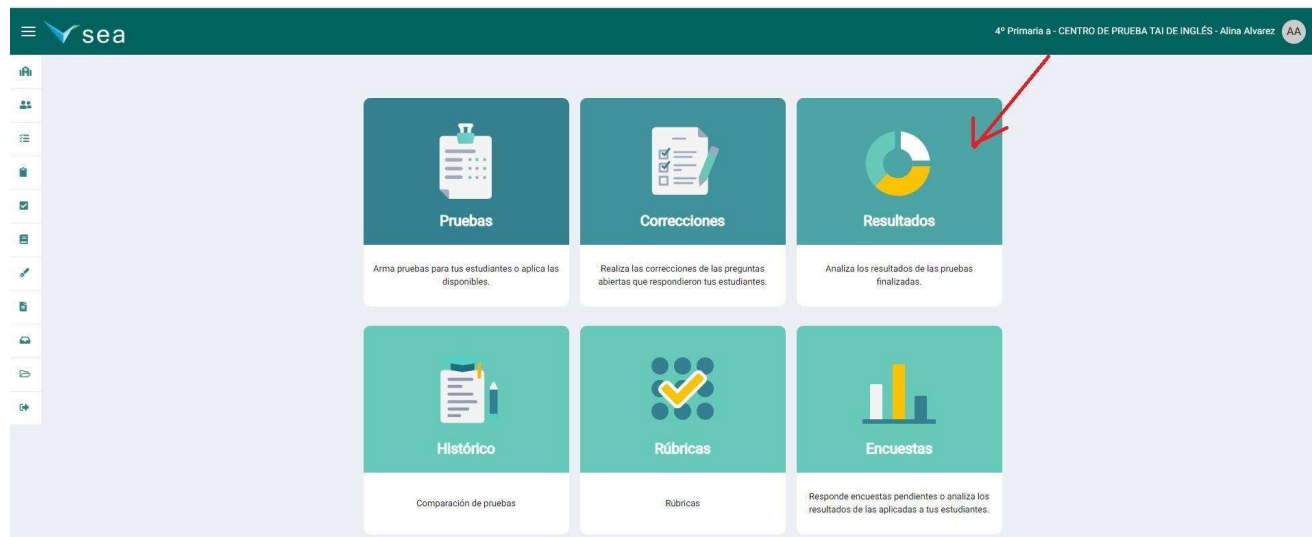 sea
4º Primaria a - CENTRO DE PRUEBA TAI DE INGLÉS - Alina Alvarez AA
Pruebas
Arma pruebas para tus estudiantes o aplica las
disponibles.
Correcciones
Realiza las correcciones de las preguntas
abiertas que respondieron tus estudiantes.
Resultados
Analiza los resultados de las pruebas
finalizadas.
Histórico
Comparación de pruebas
Rúbricas
Rúbricas
Encuestas
Responde encuestas pendientes o analiza los
resultados de las aplicadas a tus estudiantes.